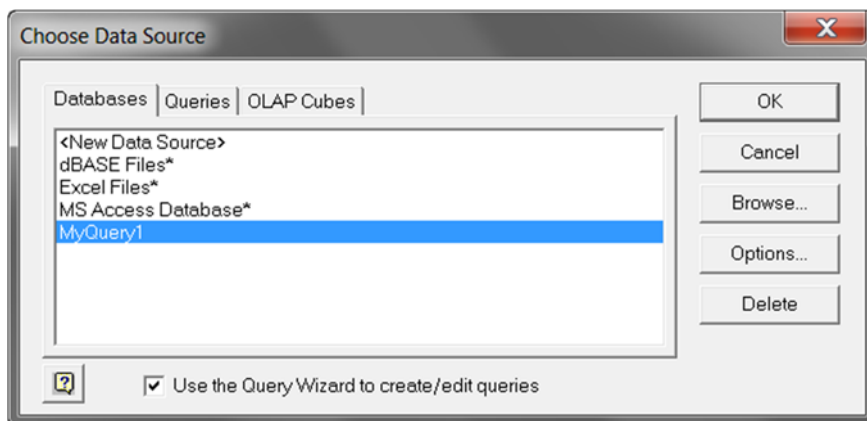 Choose Data Source
X
Databases Queries OLAP Cubes
<New Data Source>
dBASE Files*
Excel Files*
MS Access Database*
MyQuery1
OK
Cancel
Browse...
Options...
Delete
?
Use the Query Wizard to create/edit queries